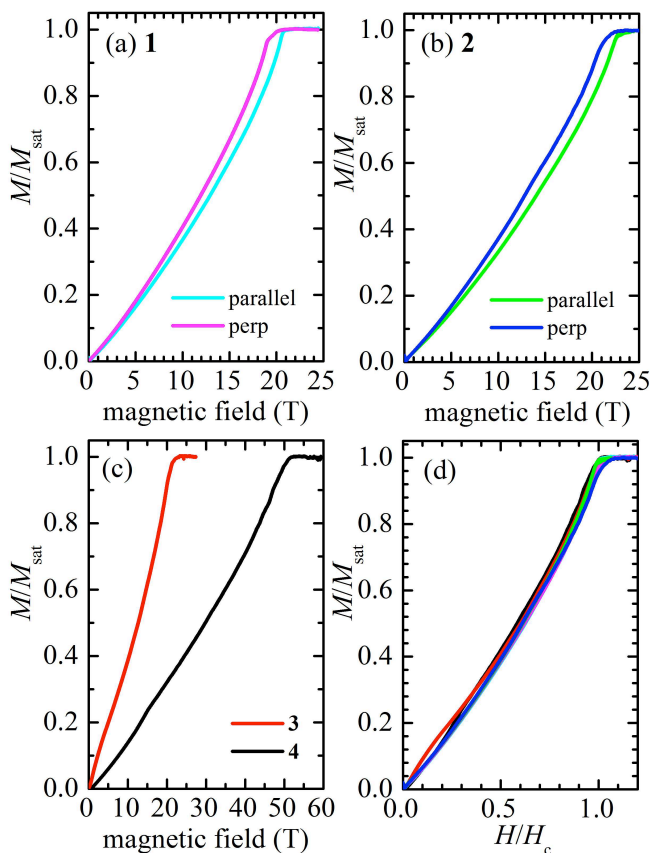 (a) 1
M/Msat
1.0
0.8
0.6
0.4
0.2
0.0
parallel
perp
0 5 10 15 20 25
magnetic field (T)
(b) 2
M/Msat
1.0
0.8
0.6
0.4
0.2
0.0
parallel
perp
0 5 10 15 20 25
magnetic field (T)
(c)
M/Msat
1.0
0.8
0.6
0.4
0.2
0.0
3
4
0 10 20 30 40 50 60
magnetic field (T)
(d)
M/Msat
1.0
0.8
0.6
0.4
0.2
0.0
0.0 0.5 1.0
H/Hc